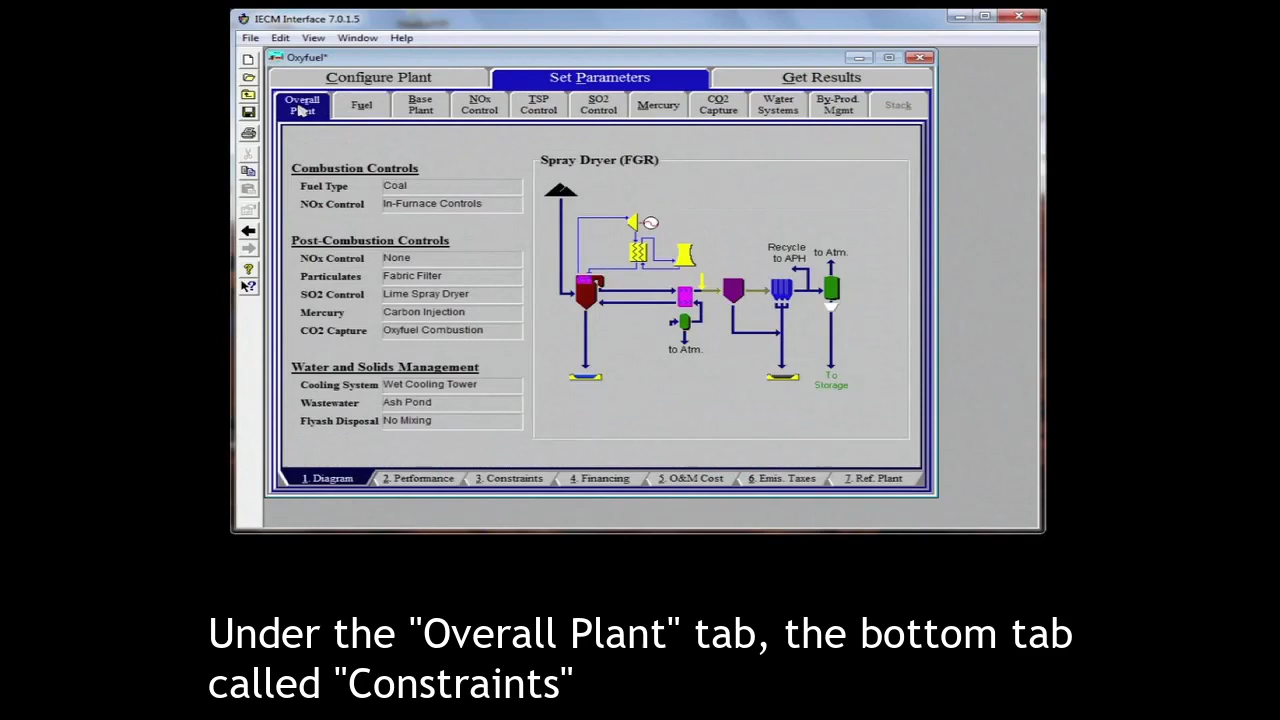 IECM Interface 7.0.1.5
File Edit View Window Help
Oxyfuel*
Configure Plant Set Parameters Get Results
Overall Plant Fuel Base Plant NOx Control TSP Control SO2 Control Mercury CO2 Capture Water Systems By-Prod. Mgmt Stack
Combustion Controls
Fuel Type Coal
NOx Control In-Furnace Controls
Post-Combustion Controls
NOx Control None
Particulates Fabric Filter
SO2 Control Lime Spray Dryer
Mercury Carbon Injection
CO2 Capture Oxyfuel Combustion
Water and Solids Management
Cooling System Wet Cooling Tower
Wastewater Ash Pond
Flyash Disposal No Mixing
Spray Dryer (FGR)
Recycle
to APH
to Atm.
to Atm.
To
Storage
1. Diagram 2. Performance 3. Constraints 4. Financing 5. O&M Cost 6. Emis. Taxes 7. Ref. Plant
Under the "Overall Plant" tab, the bottom tab
called "Constraints"